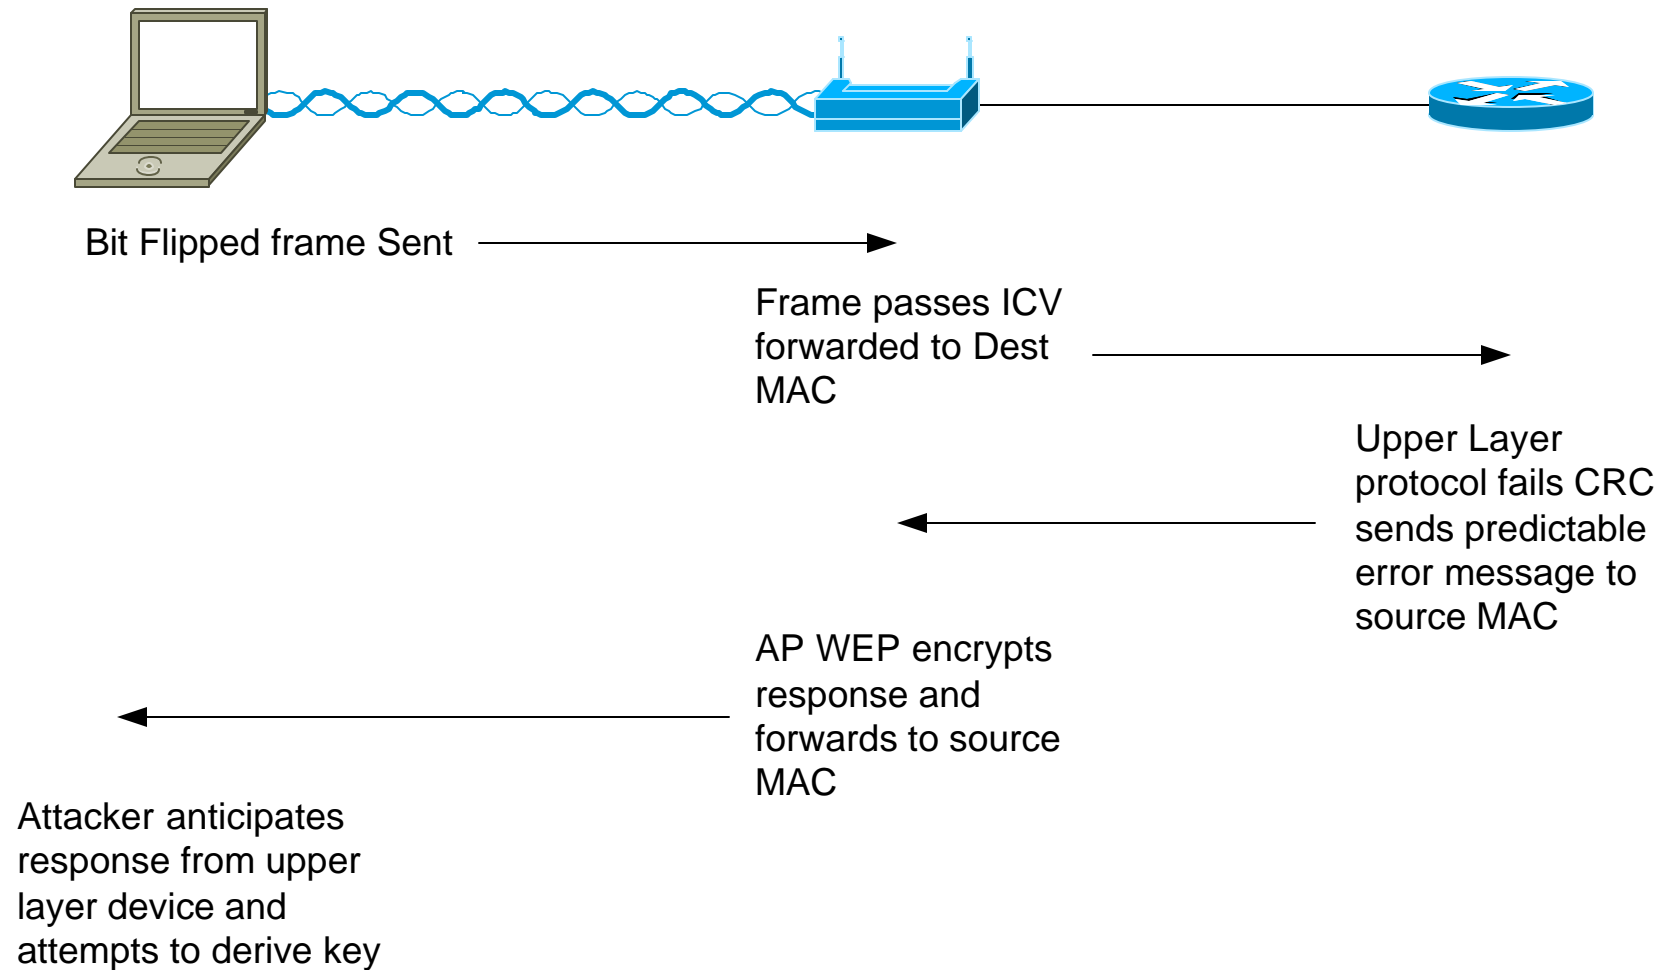 Bit Flipped frame Sent
Frame passes ICV
forwarded to Dest
MAC
Upper Layer
protocol fails CRC
sends predictable
error message to
source MAC
AP WEP encrypts
response and
forwards to source
MAC
Attacker anticipates
response from upper
layer device and
attempts to derive key